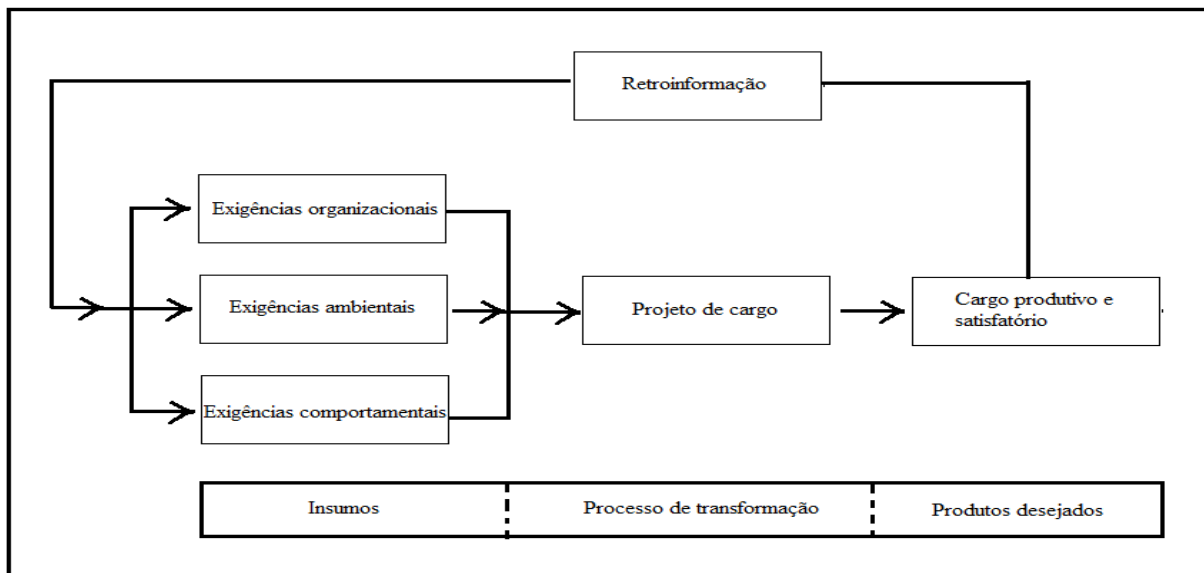 Retroinformação
Exigências organizacionais
Exigências ambientais
Projeto de cargo
Cargo produtivo e
satisfatório
Exigências comportamentais
Insumos
Processo de transformação
Produtos desejados